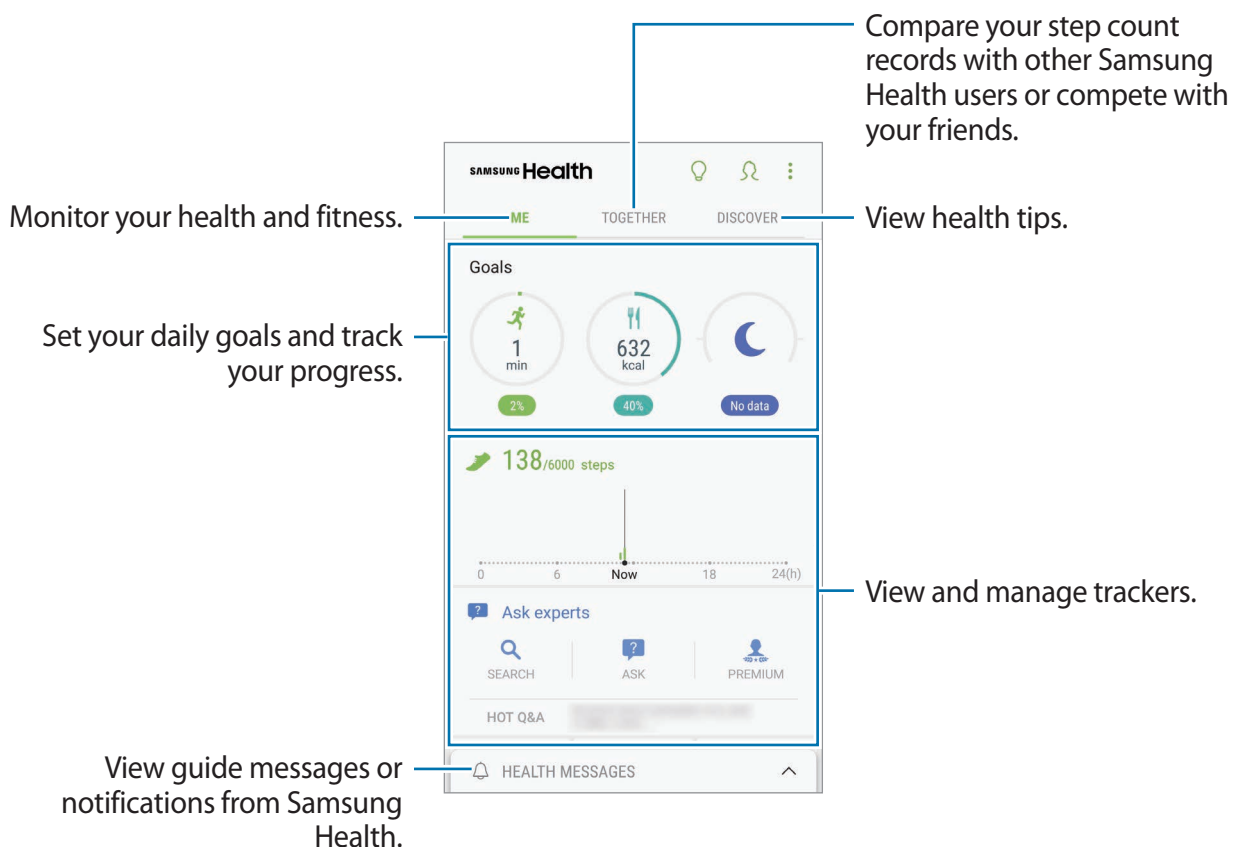 Compare your step count
records with other Samsung
Health users or compete with
your friends.
SAMSUNG Health
Monitor your health and fitness.
ME TOGETHER DISCOVER
View health tips.
Goals
Set your daily goals and track
your progress.
1
min
632
kcal
2% 40% No data
138/6000 steps
0 6 Now 18 24(h)
View and manage trackers.
? Ask experts
?
SEARCH ASK PREMIUM
HOT Q&A
View guide messages or
notifications from Samsung
Health.
HEALTH MESSAGES